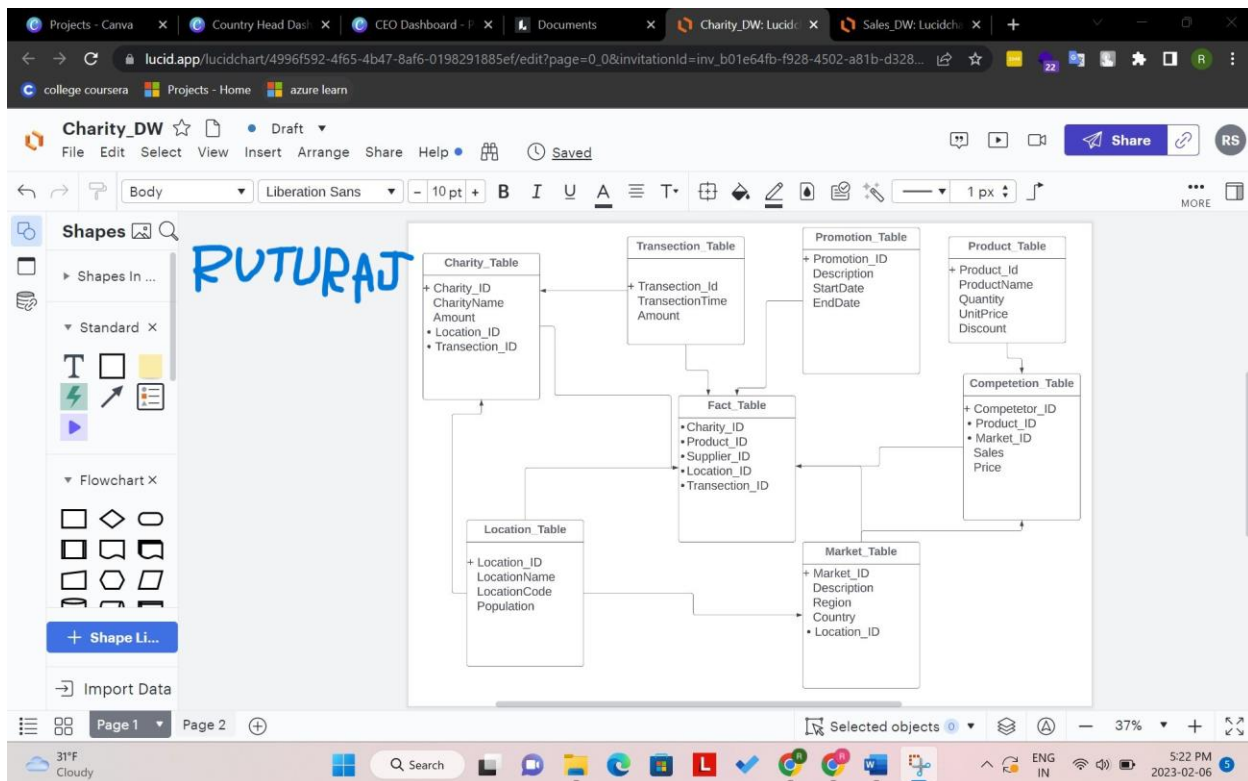 Projects - Canva
Country Head Dash
CEO Dashboard - P
Documents
Charity_DW: Lucidc
Sales_DW: Lucidcha
lucid.app/lucidchart/4996f592-4f65-4b47-8af6-0198291885ef/edit?page=0_0&invitationId=inv_b01e64fb-f928-4502-a81b-d328...
22
R
college coursera
Projects - Home
azure learn
Charity_DW
Draft
File Edit Select View Insert Arrange Share Help
Saved
Share
RS
Body
Liberation Sans
- 10 pt +
B I U A
T
1 px
MORE
Shapes
Shapes In ...
Standard
T
Flowchart
+ Shape Li...
Import Data
RUTURAJ
Charity_Table
+ Charity_ID
CharityName
Amount
• Location_ID
• Transection_ID
Transection_Table
+ Transection_Id
TransectionTime
Amount
Promotion_Table
+ Promotion_ID
Description
StartDate
EndDate
Product_Table
+ Product_Id
ProductName
Quantity
UnitPrice
Discount
Fact_Table
•Charity_ID
•Product_ID
•Supplier_ID
•Location_ID
•Transection_ID
Competetion_Table
+ Competetor_ID
• Product_ID
• Market_ID
Sales
Price
Location_Table
+ Location_ID
LocationName
LocationCode
Population
Market_Table
+ Market_ID
Description
Region
Country
• Location_ID
Page 1
Page 2
Selected objects 0
37%
31°F
Cloudy
Search
L
ENG
IN
5:22 PM
2023-02-06
5